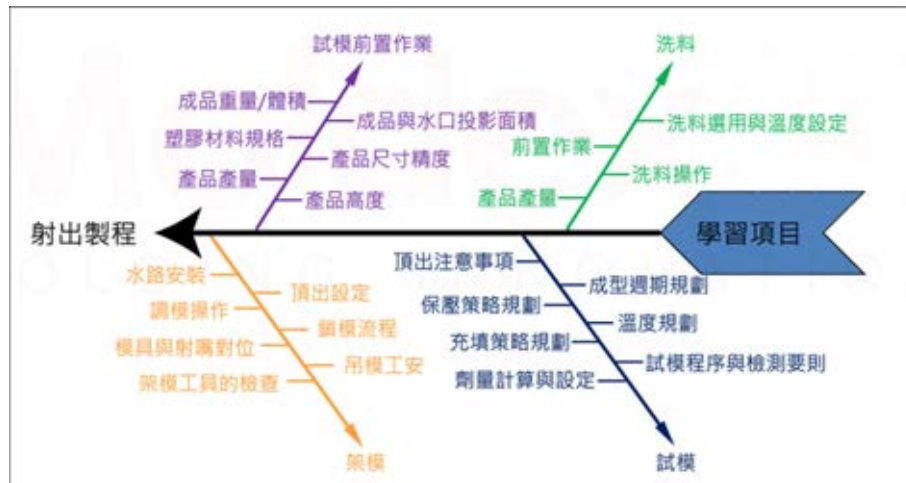 試模前置作業
成品重量/體積
成品與水口投影面積
塑膠材料規格
產品尺寸精度
產品產量
產品高度
洗料
洗料選用與溫度設定
前置作業
洗料操作
產品產量
射出製程
學習項目
水路安裝
頂出設定
調模操作
鎖模流程
模具與射嘴對位
吊模工安
架模工具的檢查
架模
頂出注意事項
成型週期規劃
保壓策略規劃
溫度規劃
充填策略規劃
試模程序與檢測要則
劑量計算與設定
試模